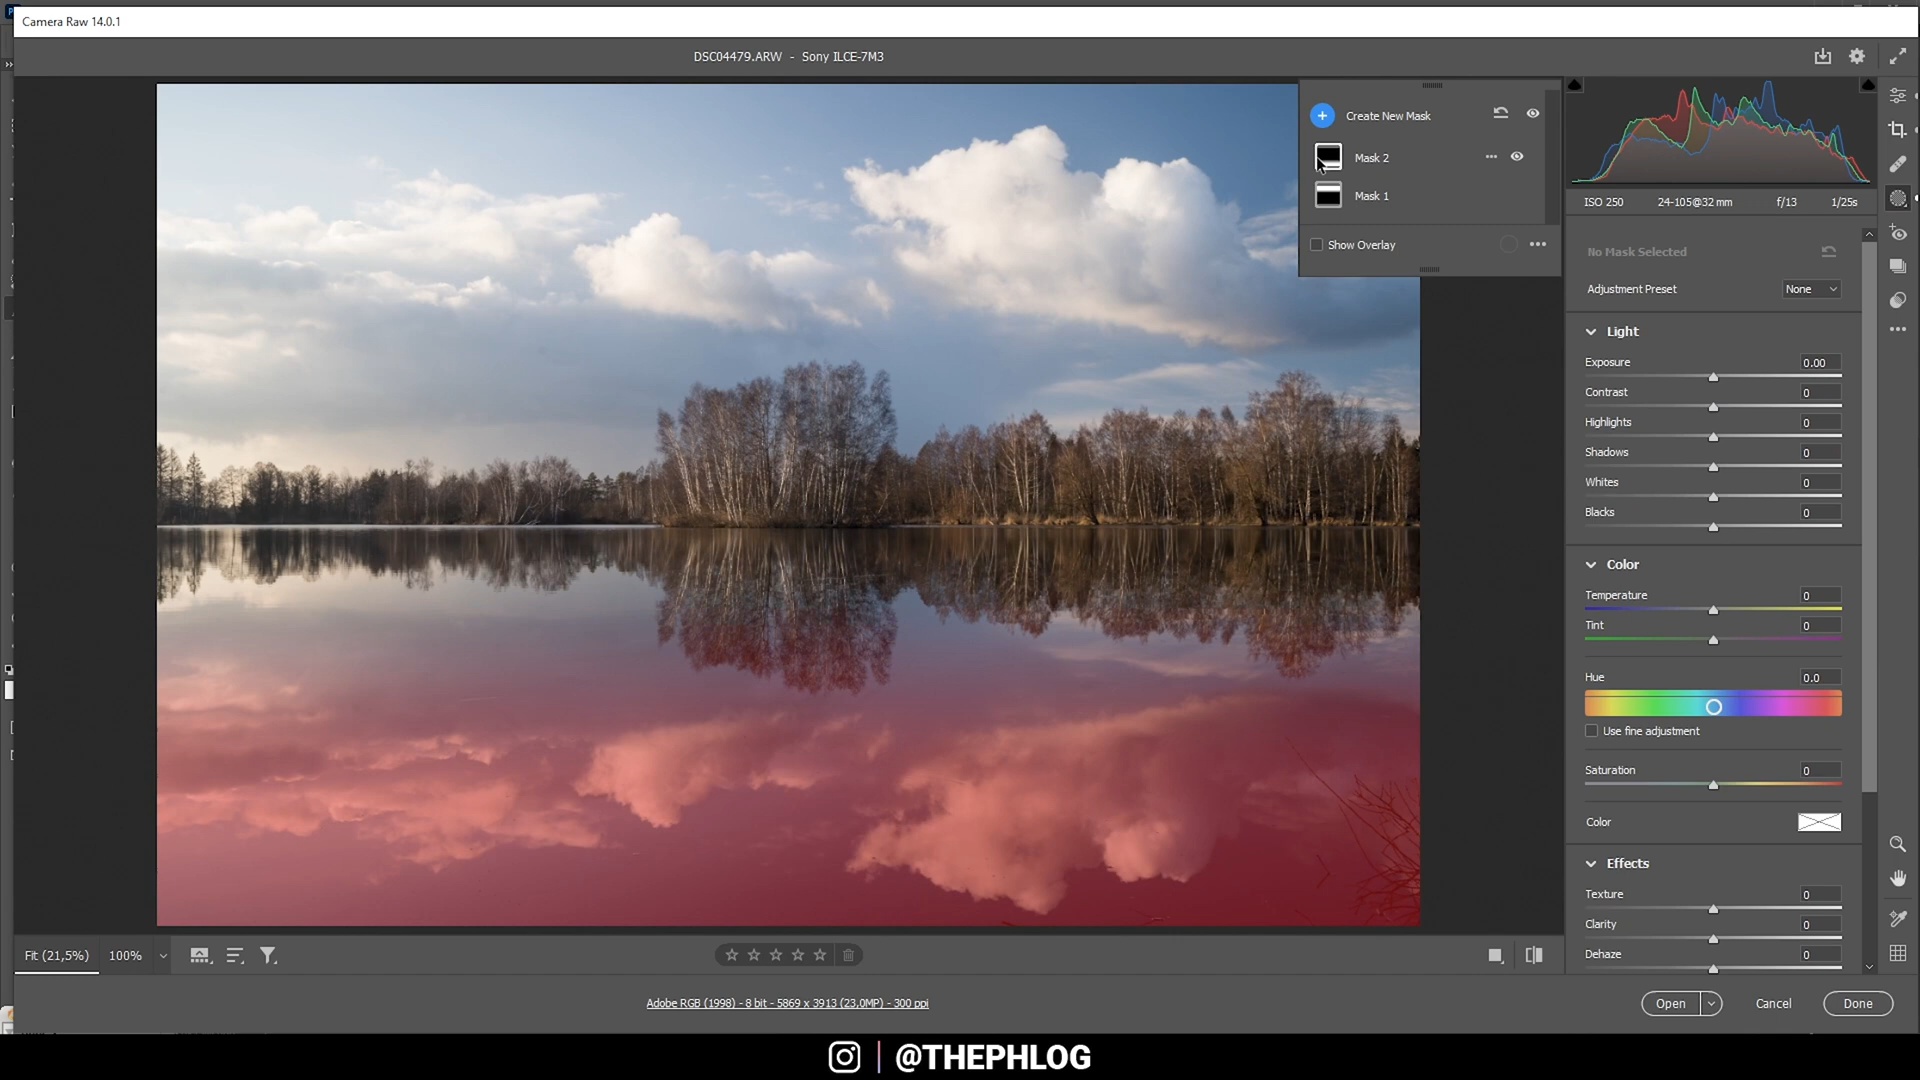 Camera Raw 14.0.1
DSC04479.ARW - Sony ILCE-7M3
Create New Mask
Mask 2
Mask 1
Show Overlay
ISO 250 24-105@32 mm f/13 1/25s
No Mask Selected
Adjustment Preset None
Light
Exposure 0.00
Contrast 0
Highlights 0
Shadows 0
Whites 0
Blacks 0
Color
Temperature 0
Tint 0
Hue 0.0
Use fine adjustment
Saturation 0
Color
Effects
Texture 0
Clarity 0
Dehaze 0
Fit (21,5%) 100%
Adobe RGB (1998) - 8 bit - 5869 x 3913 (23,0MP) - 300 ppi
Open Cancel Done
@THEPHLOG